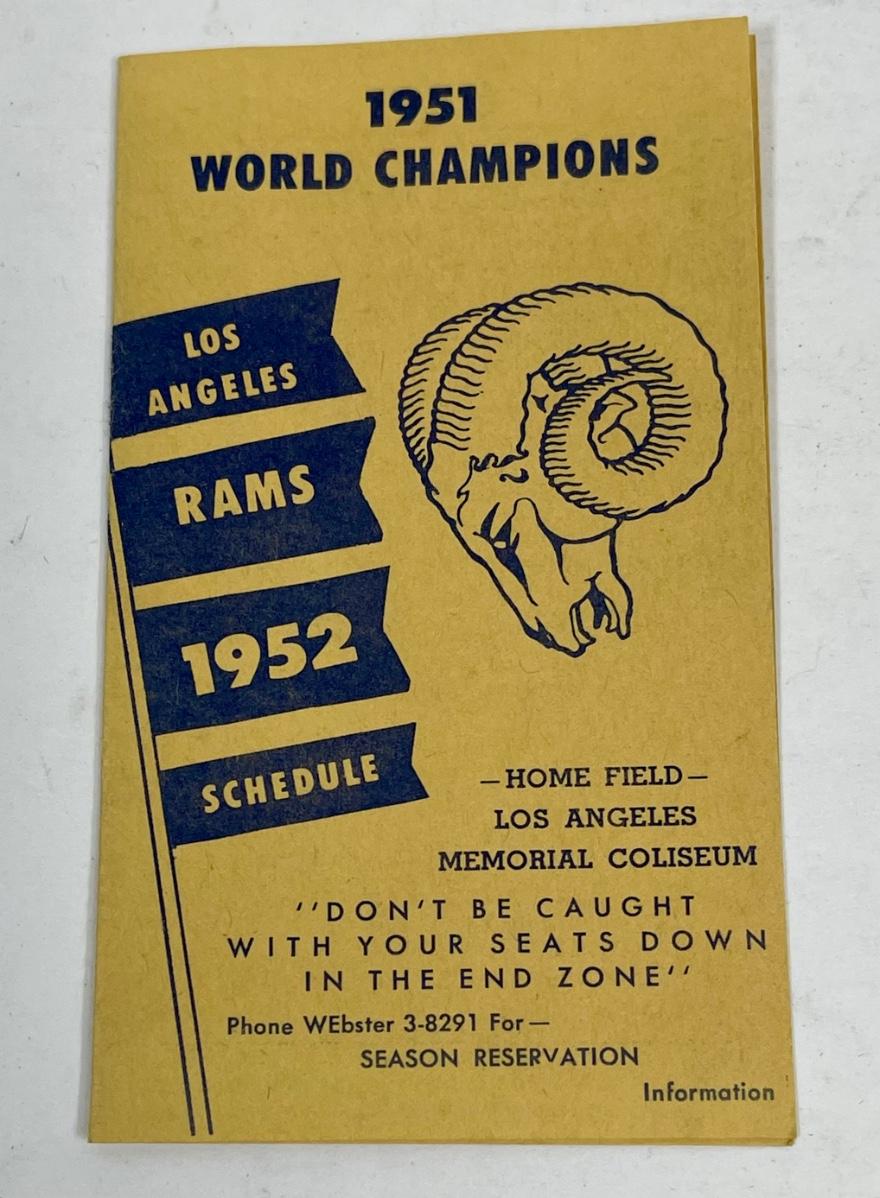 1951
WORLD CHAMPIONS
LOS
ANGELES
RAMS
1952
SCHEDULE
—HOME FIELD—
LOS ANGELES
MEMORIAL COLISEUM
''DON'T BE CAUGHT
WITH YOUR SEATS DOWN
IN THE END ZONE''
Phone WEbster 3-8291 For—
SEASON RESERVATION
Information